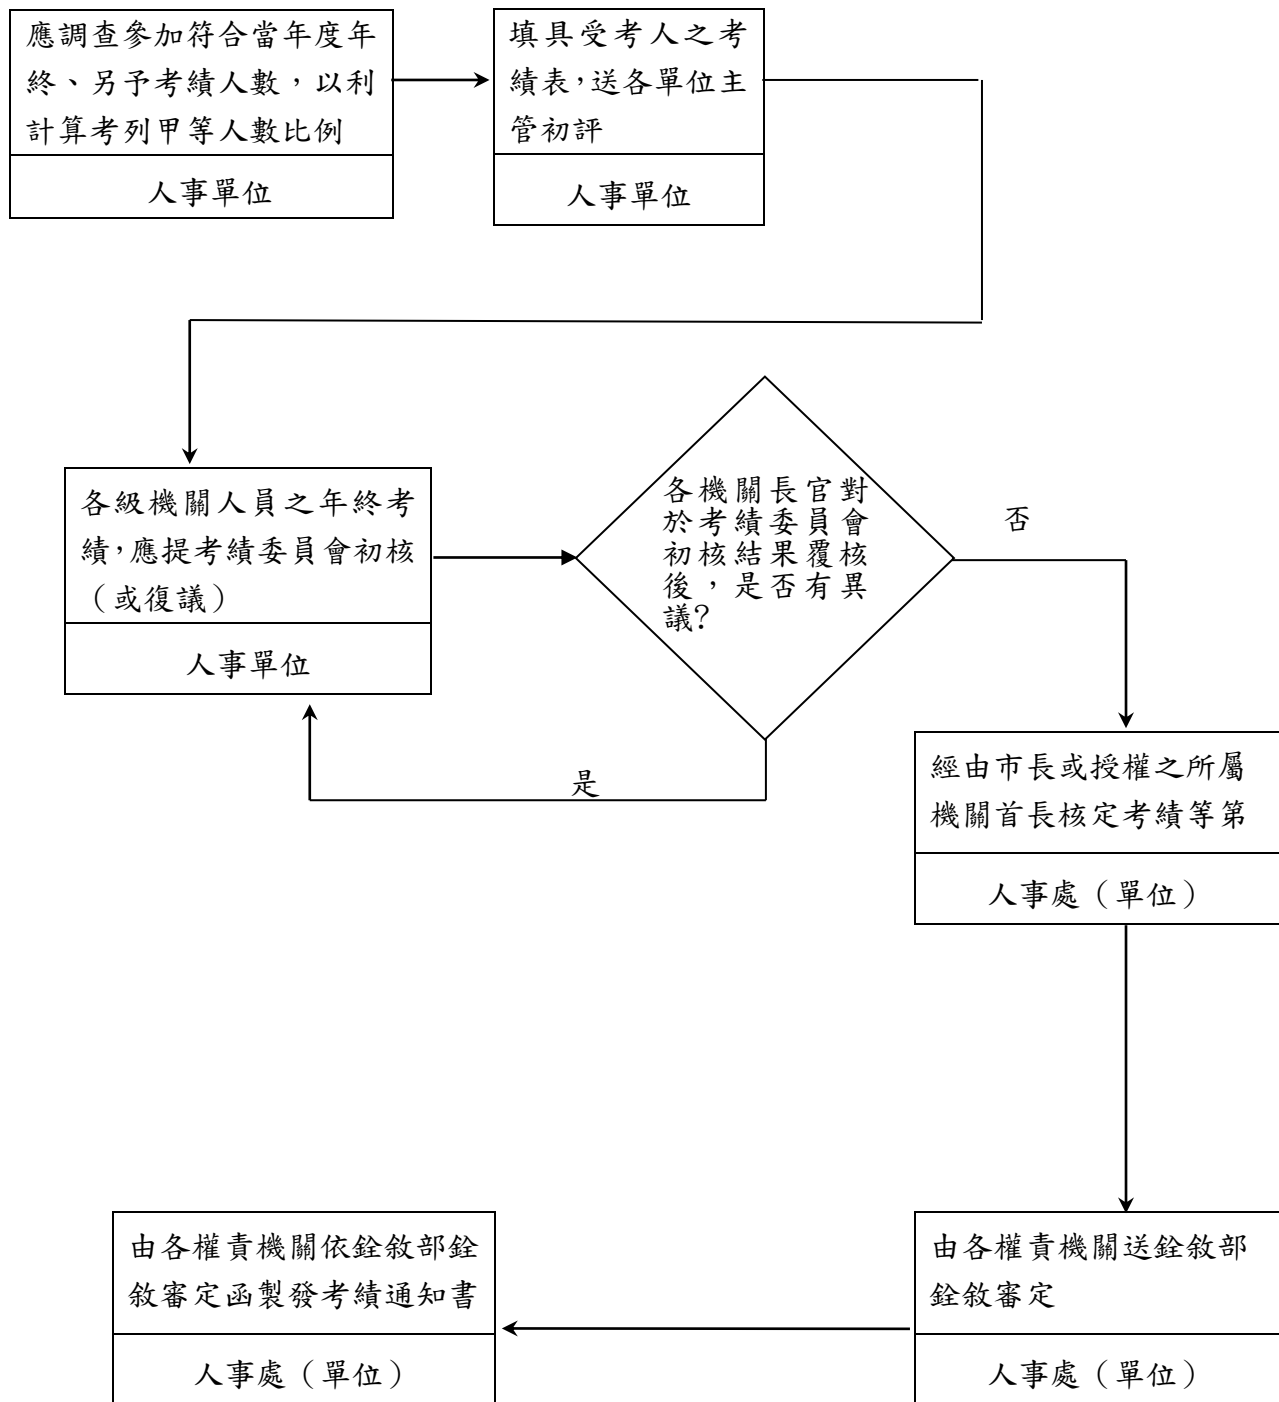 應調查參加符合當年度年
終、另予考績人數，以利
計算考列甲等人數比例
人事單位
填具受考人之考
績表，送各單位主
管初評
人事單位
各級機關人員之年終考
績，應提考績委員會初核
（或復議）
人事單位
各機關長官對
於考績委員會
初核結果覆核
後，是否有異
議?
否
是
經由市長或授權之所屬
機關首長核定考績等第
人事處（單位）
由各權責機關送銓敘部
銓敘審定
人事處（單位）
由各權責機關依銓敘部銓
敘審定函製發考績通知書
人事處（單位）